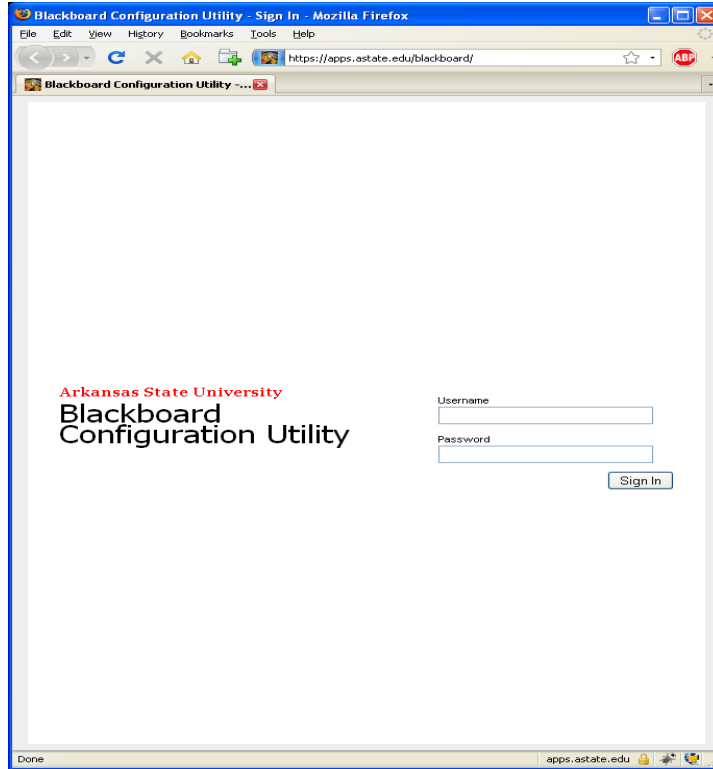 Blackboard Configuration Utility - Sign In - Mozilla Firefox
File Edit View History Bookmarks Tools Help
https://apps.astate.edu/blackboard/
ABP
Blackboard Configuration Utility -...
Arkansas State University
Blackboard
Configuration Utility
Username
Password
Sign In
Done
apps.astate.edu